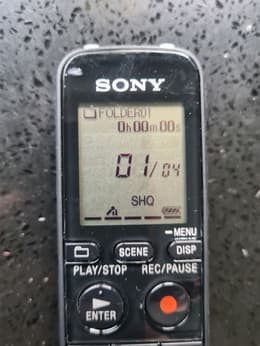 SONY
FOLDER01
0h00m00s
01/04
SHQ
MENU
SCENE DISP
PLAY/STOP REC/PAUSE
ENTER